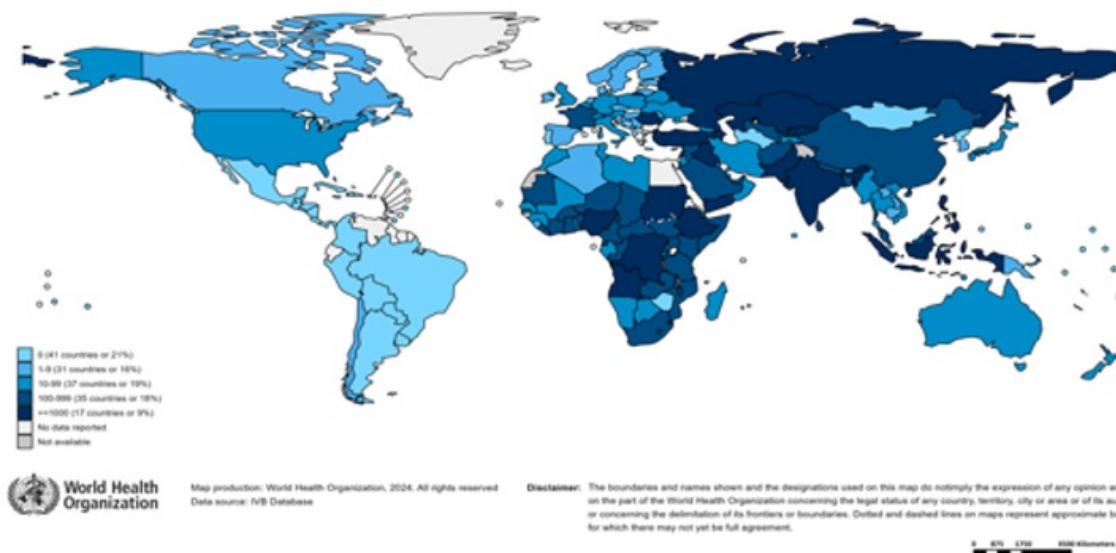 0 (41 countries or 21%)
1-9 (31 countries or 16%)
10-99 (37 countries or 19%)
100-999 (35 countries or 18%)
>=1000 (17 countries or 9%)
No data reported
Not available
World Health
Organization
Map production: World Health Organization, 2024. All rights reserved
Data source: IVB Database
Disclaimer: The boundaries and names shown and the designations used on this map do notimply the expression of any opinion
on the part of the World Health Organization concerning the legal status of any country, territory, city or area or of its
or concerning the delimitation of its frontiers or boundaries. Dotted and dashed lines on maps represent approximate
for which there may not yet be full agreement.
0 875 1750 3500 Kilometers